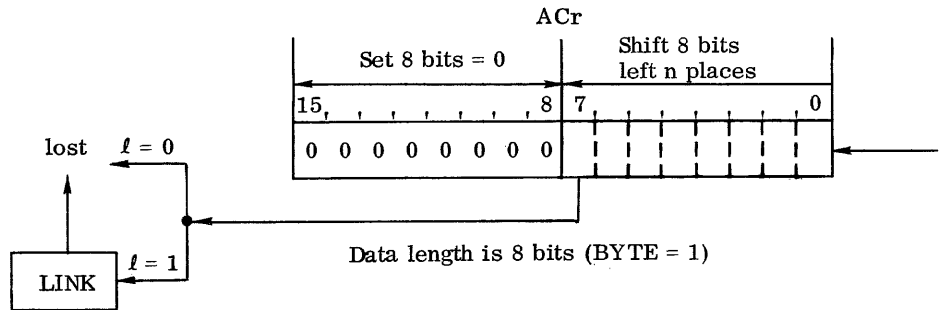 ACr
Set 8 bits = 0
Shift 8 bits
left n places
15 8 7 0
lost ℓ = 0
0 0 0 0 0 0 0 0
ℓ = 1
LINK
Data length is 8 bits (BYTE = 1)